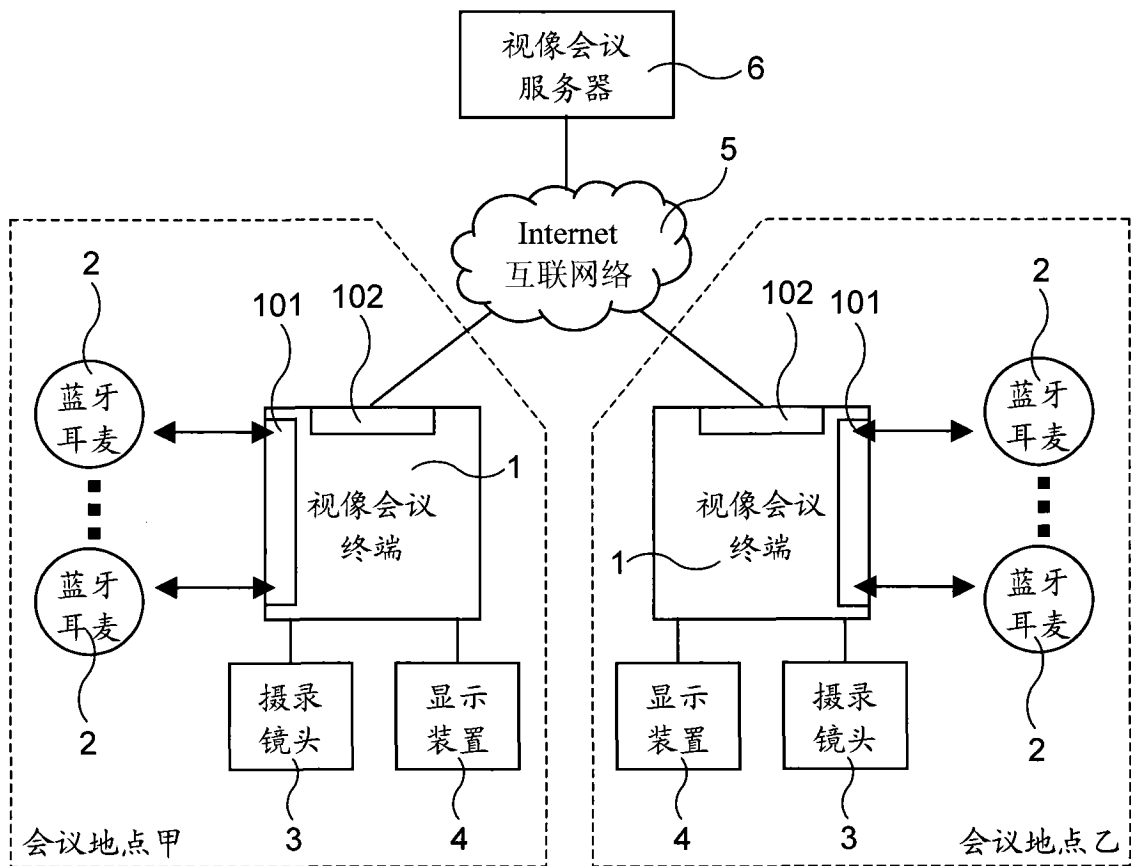 视像会议
服务器
6
5
Internet
互联网络
2
101
102
蓝牙
耳麦
1
视像会议
终端
蓝牙
耳麦
2
摄录
镜头
显示
装置
3
4
会议地点甲
102
101
2
蓝牙
耳麦
视像会议
终端
1
蓝牙
耳麦
2
显示
装置
摄录
镜头
4
3
会议地点乙